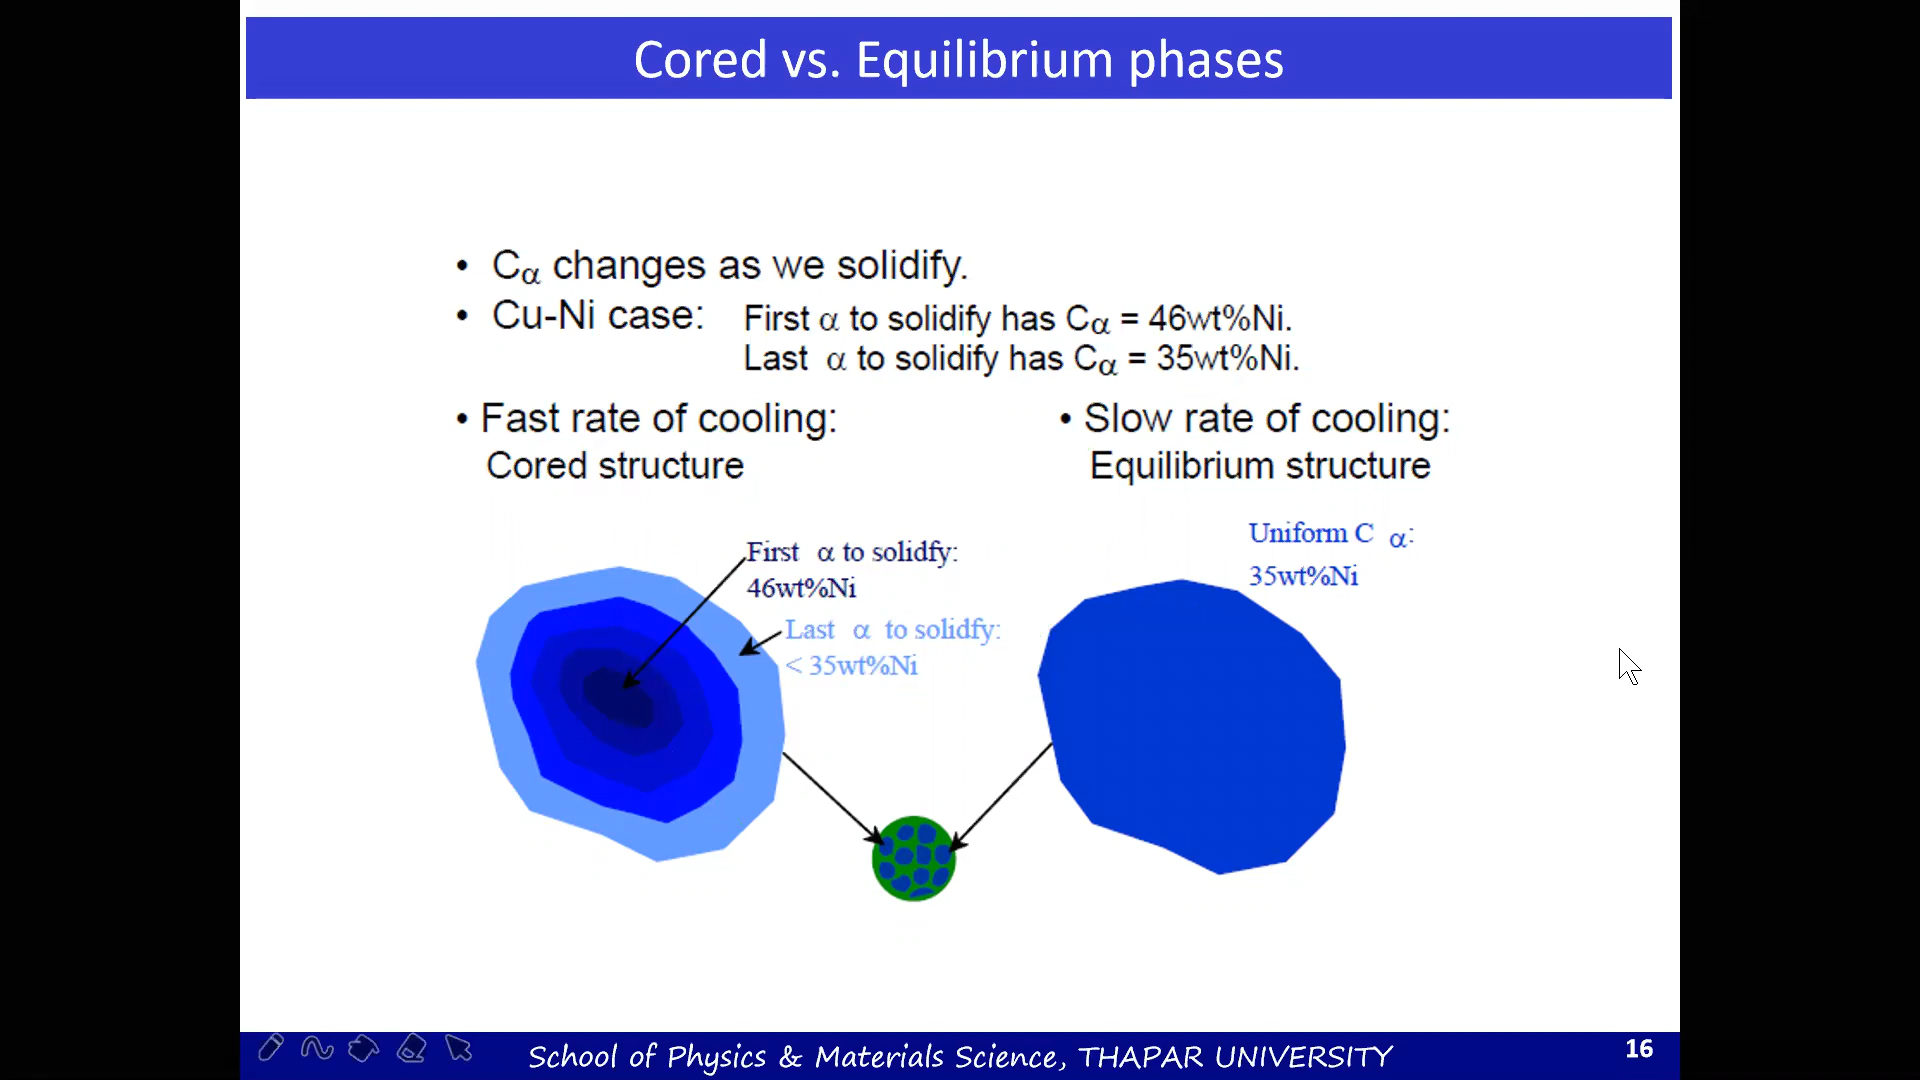 Cored vs. Equilibrium phases
• Cα changes as we solidify.
• Cu-Ni case: First α to solidify has Cα = 46wt%Ni.
Last α to solidify has Cα = 35wt%Ni.
• Fast rate of cooling:
Cored structure
• Slow rate of cooling:
Equilibrium structure
First α to solidfy:
46wt%Ni
Last α to solidfy:
< 35wt%Ni
Uniform C α:
35wt%Ni
School of Physics & Materials Science, THAPAR UNIVERSITY
16